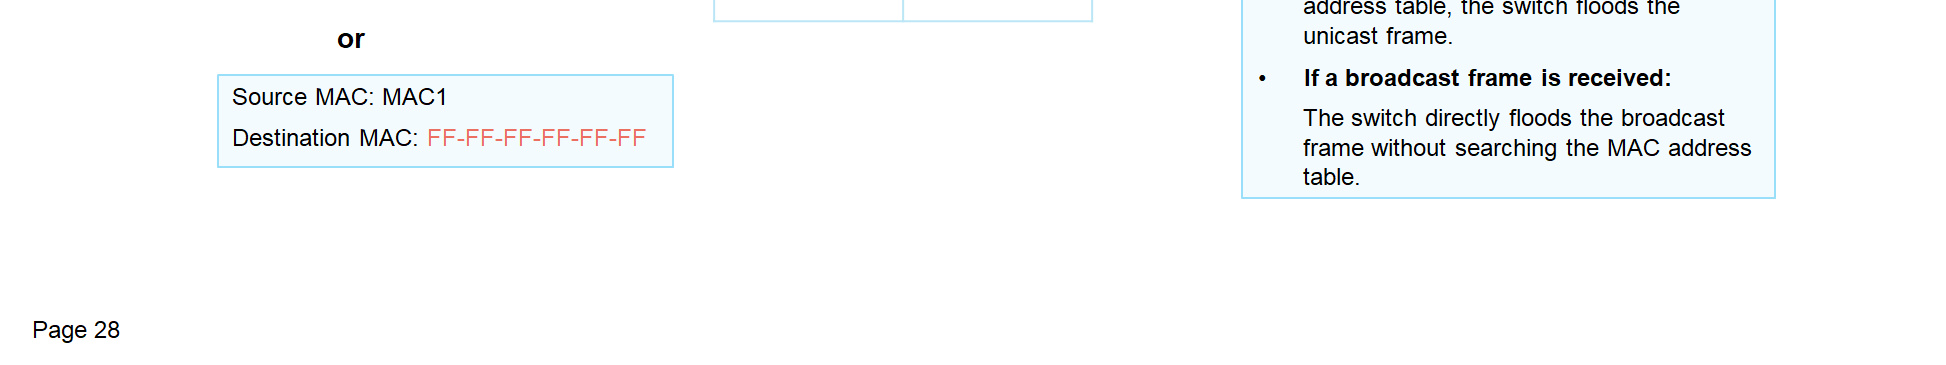 or
Source MAC: MAC1
Destination MAC: FF-FF-FF-FF-FF-FF
address table, the switch floods the
unicast frame.
• If a broadcast frame is received:
The switch directly floods the broadcast
frame without searching the MAC address
table.
Page 28